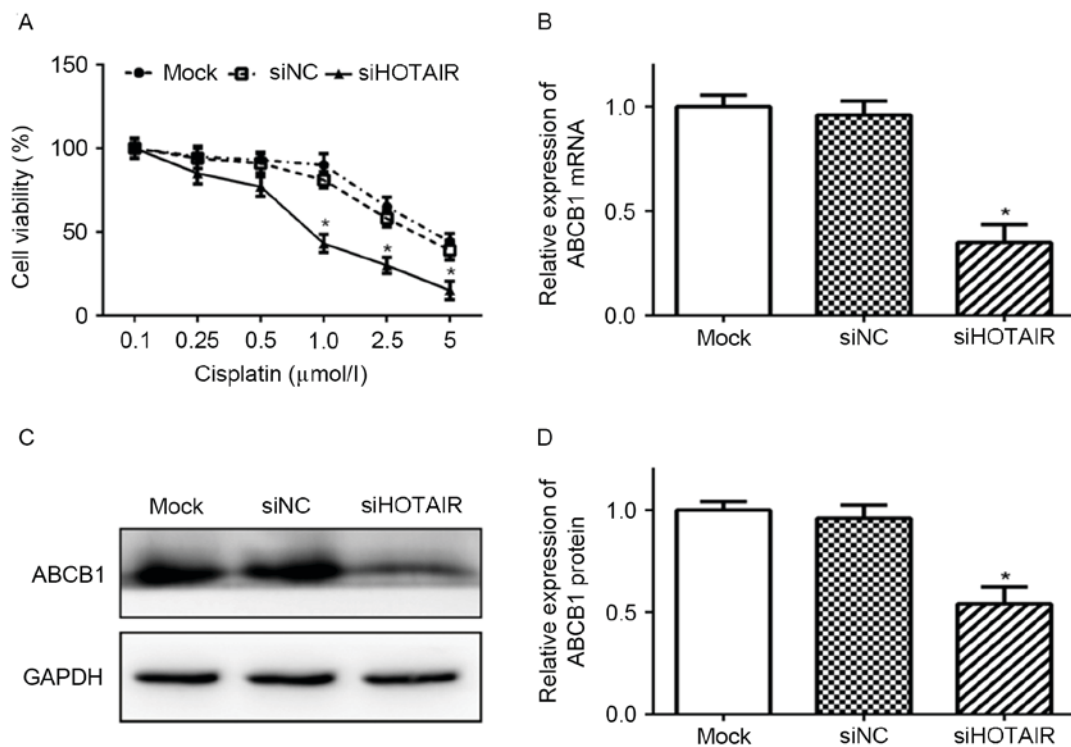 A
150
100
50
0
Cell viability (%)
Mock siNC siHOTAIR
*
*
*
0.1 0.25 0.5 1.0 2.5 5
Cisplatin (μmol/l)
B
Relative expression of
ABCB1 mRNA
1.0
0.5
0.0
*
Mock siNC siHOTAIR
C
Mock siNC siHOTAIR
ABCB1
GAPDH
D
Relative expression of
ABCB1 protein
1.0
0.5
0.0
*
Mock siNC siHOTAIR